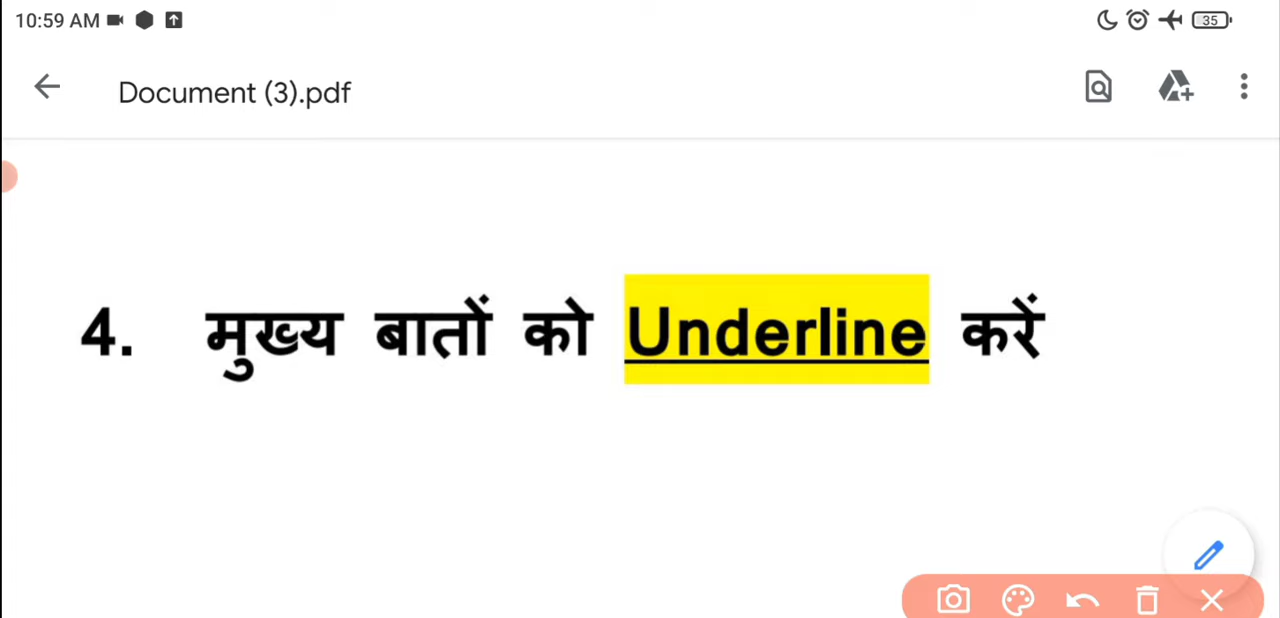 10:59 AM
35
Document (3).pdf
4. मुख्य बातों को Underline करें